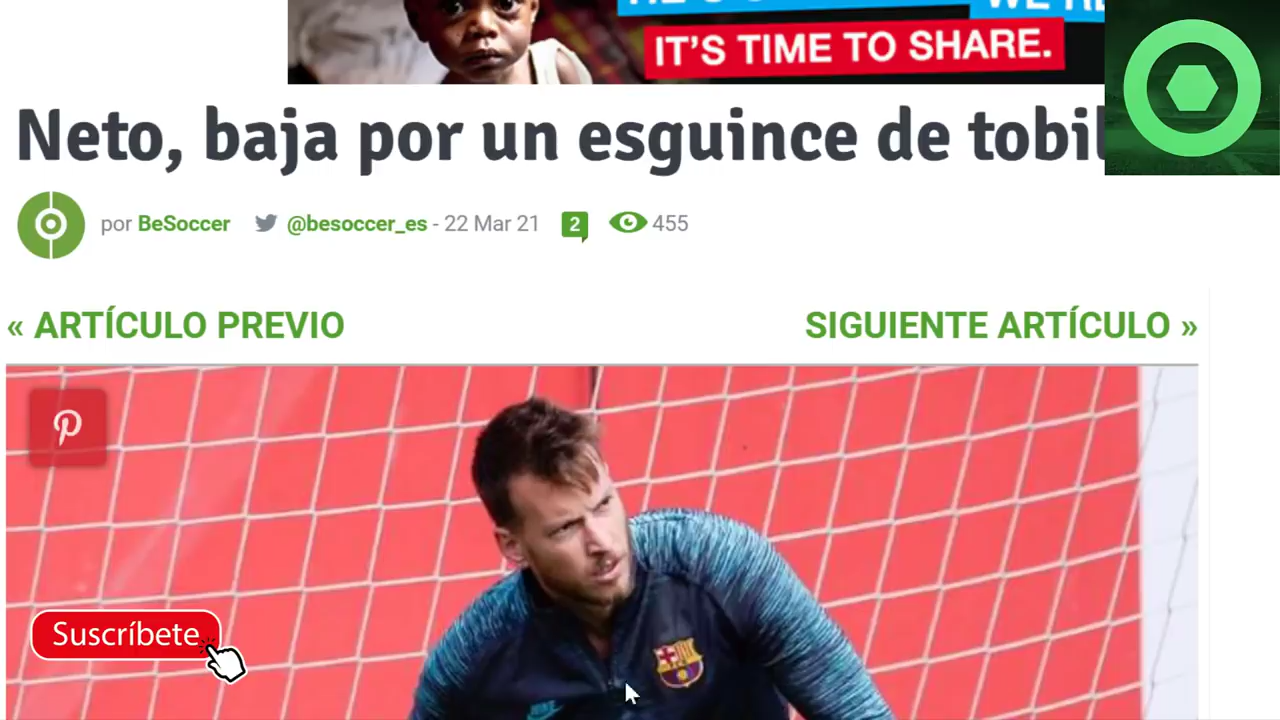 IT'S TIME TO SHARE.
Neto, baja por un esguince de
por BeSoccer @besoccer_es - 22 Mar 21 2 455
« ARTÍCULO PREVIO SIGUIENTE ARTÍCULO »
Suscríbete